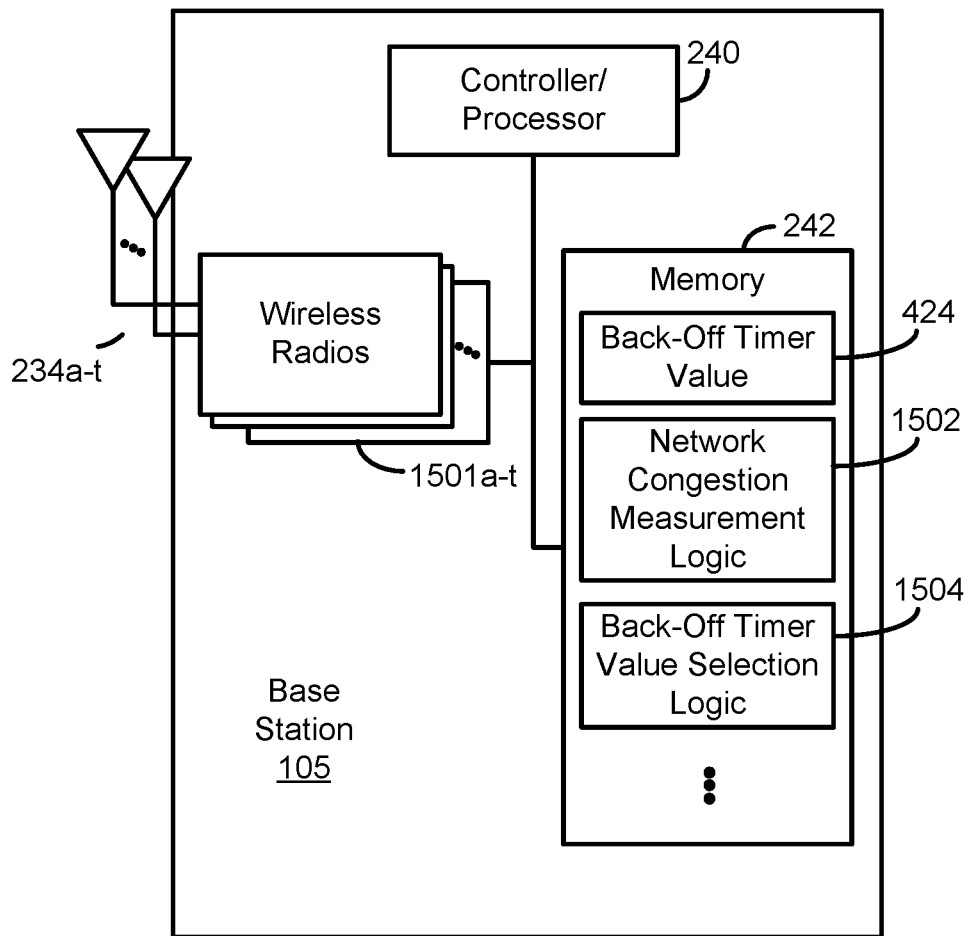 240
Controller/
Processor
242
Memory
Back-Off Timer
Value
424
Wireless
Radios
234a-t
1501a-t
Network
Congestion
Measurement
Logic
1502
Back-Off Timer
Value Selection
Logic
1504
Base
Station
105